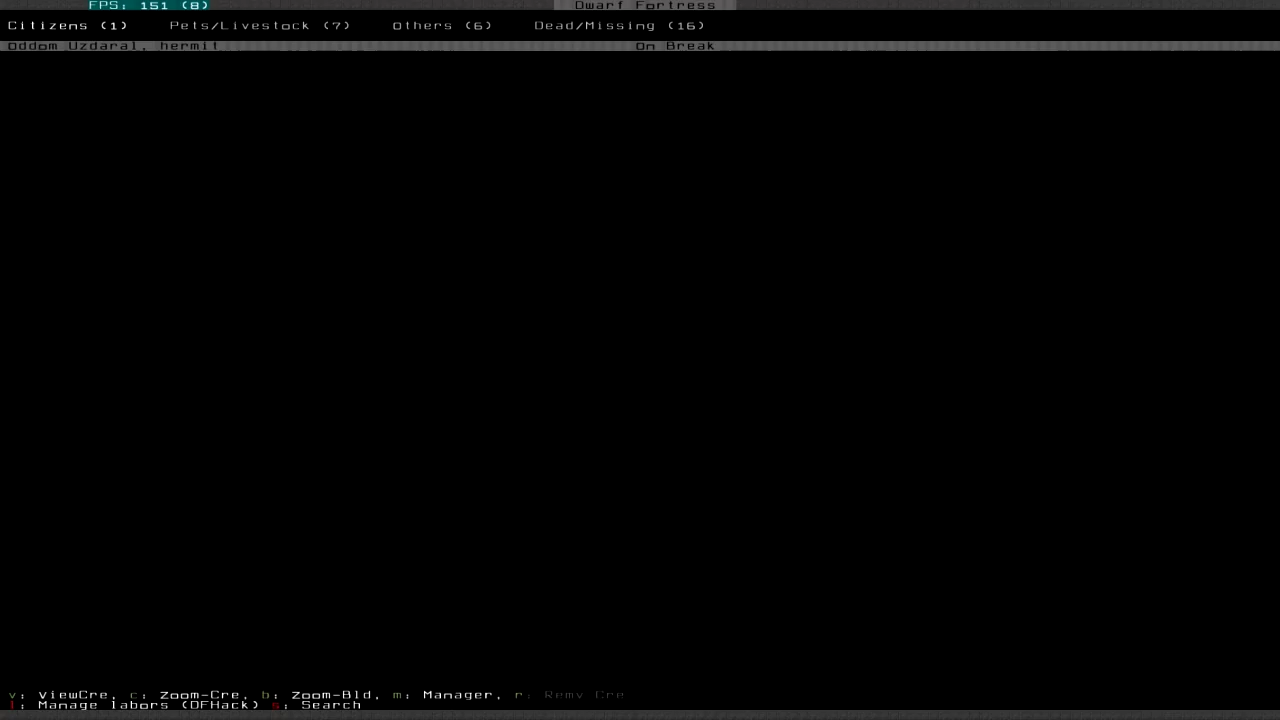 FPS: 151 (8) Dwarf Fortress
Citizens (1) Pets/Livestock (7) Others (6) Dead/Missing (16)
Oddom Uzdaral, hermit On Break
v: ViewCre, c: Zoom-Cre, b: Zoom-Bld, m: Manager, r: Remv Cre
l: Manage labors (DFHack) s: Search